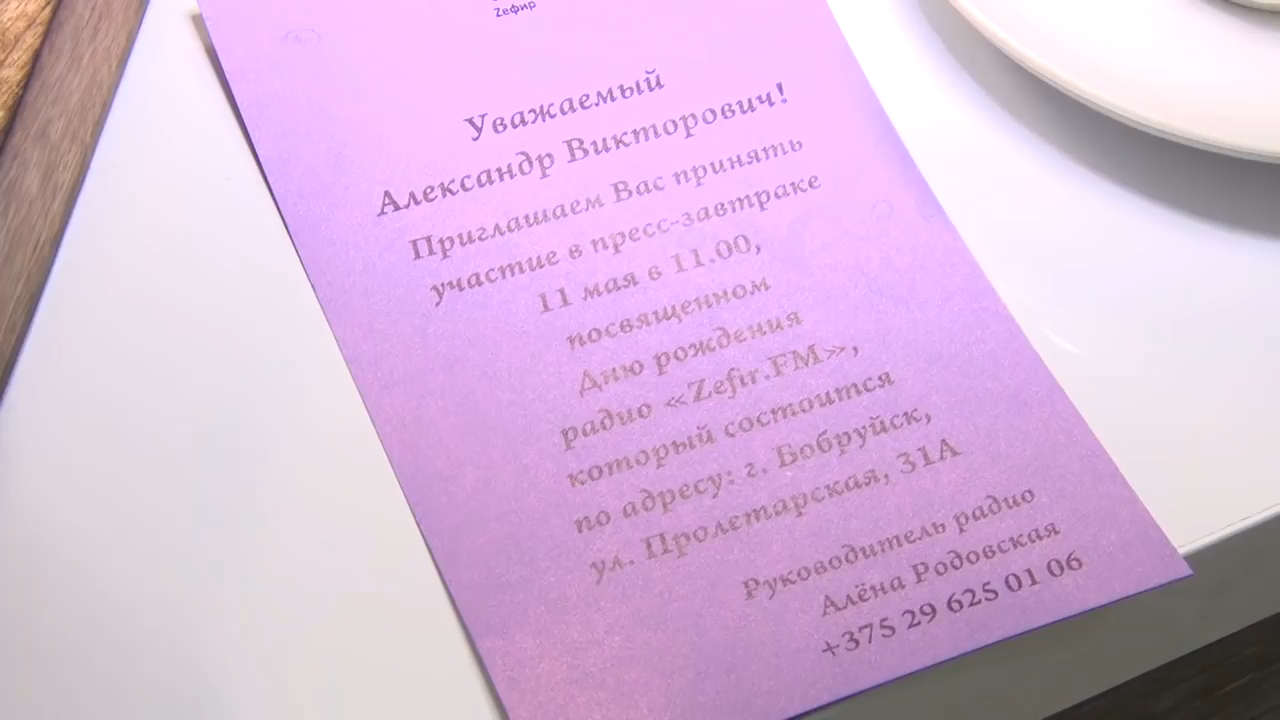 Zефир
Уважаемый
Александр Викторович!
Приглашаем Вас принять
участие в пресс-завтраке
11 мая в 11.00,
посвященном
Дню рождения
радио «Zefir.FM»,
который состоится
по адресу: г. Бобруйск,
ул. Пролетарская, 31А
Руководитель радио
Алёна Родовская
+375 29 625 01 06